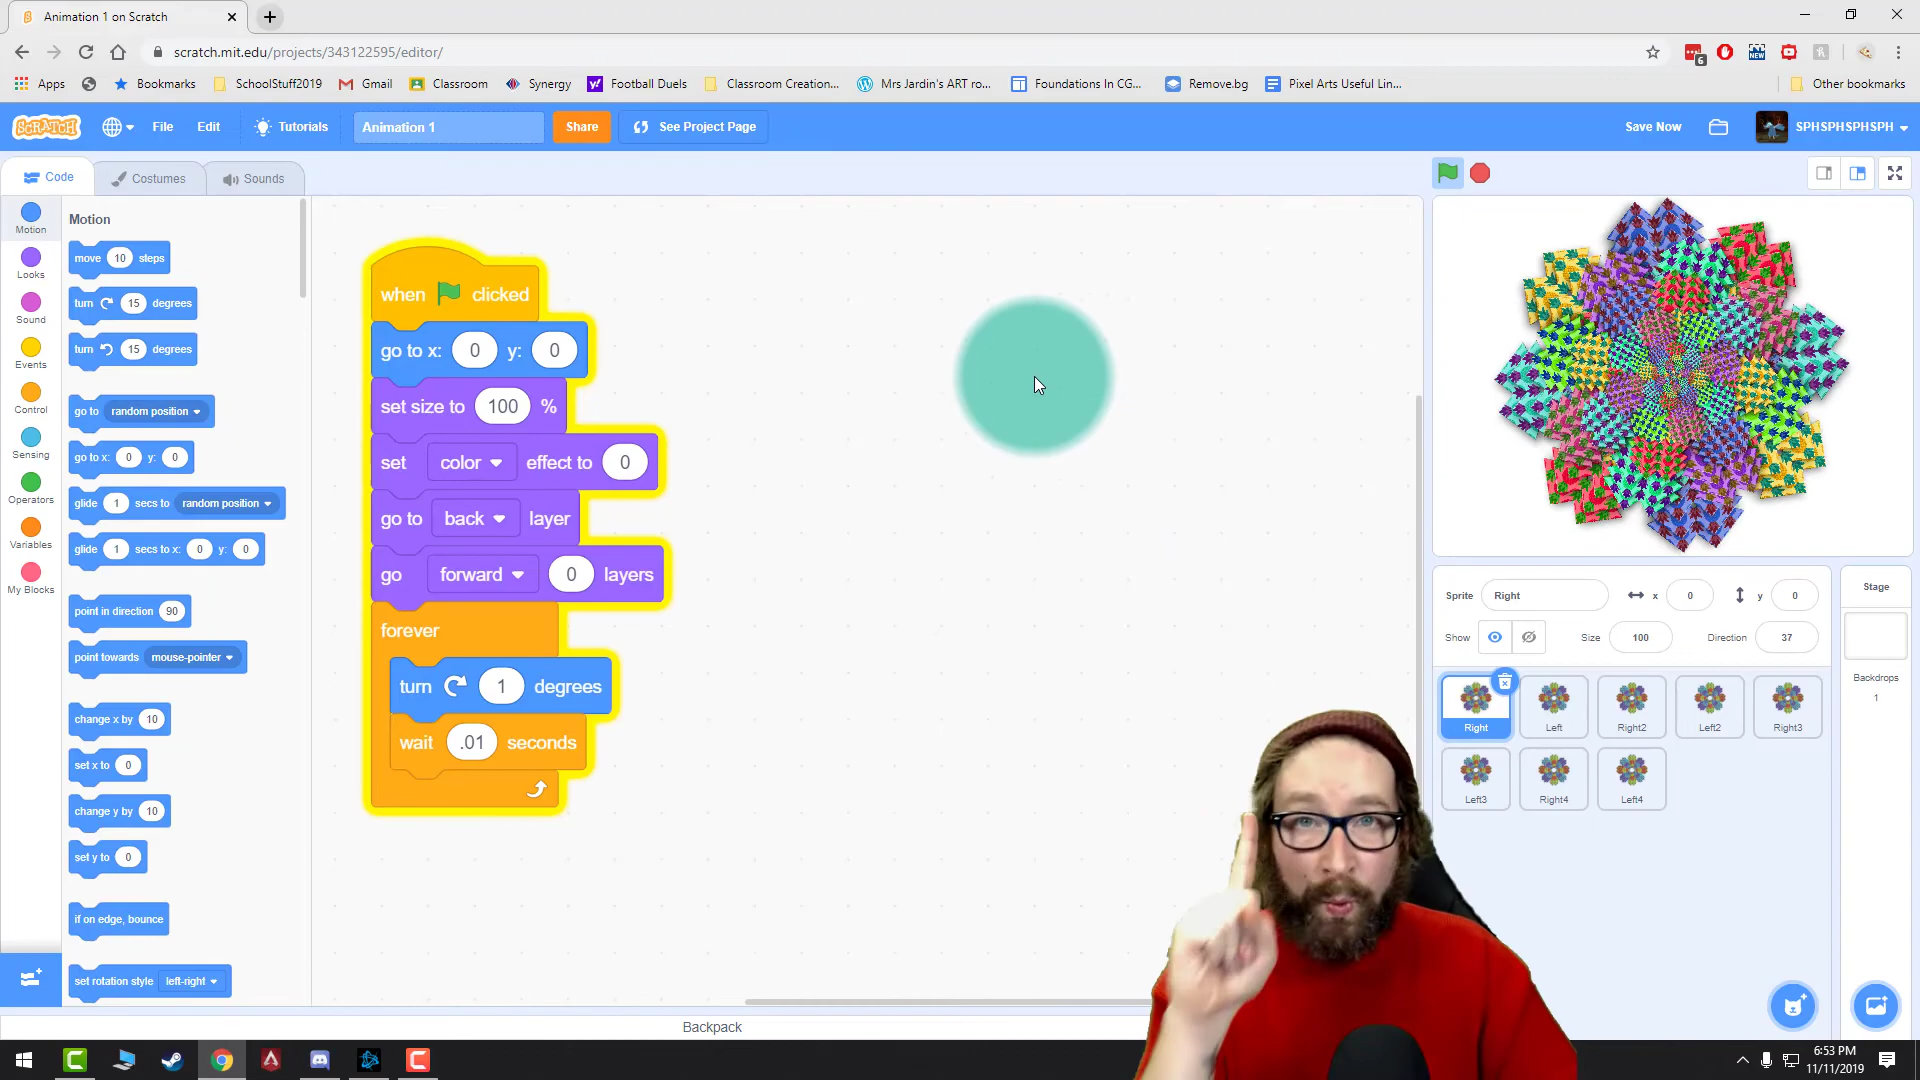 Animation 1 on Scratch
scratch.mit.edu/projects/343122595/editor/
6
NEW
Apps
Bookmarks
SchoolStuff2019
Gmail
Classroom
Synergy
Football Duels
Classroom Creation...
Mrs Jardin's ART ro...
Foundations In CG...
Remove.bg
Pixel Arts Useful Lin...
Other bookmarks
SCRATCH
File
Edit
Tutorials
Animation 1
Share
See Project Page
Save Now
SPHSPHSPHSPH
Code
Costumes
Sounds
Motion
Looks
Sound
Events
Control
Sensing
Operators
Variables
My Blocks
Motion
move 10 steps
turn 15 degrees
turn 15 degrees
go to random position
go to x: 0 y: 0
glide 1 secs to random position
glide 1 secs to x: 0 y: 0
point in direction 90
point towards mouse-pointer
change x by 10
set x to 0
change y by 10
set y to 0
if on edge, bounce
set rotation style left-right
when clicked
go to x: 0 y: 0
set size to 100 %
set color effect to 0
go to back layer
go forward 0 layers
forever
turn 1 degrees
wait .01 seconds
Backpack
Sprite Right x 0 y 0
Show Size 100 Direction 37
Right
Left
Right2
Left2
Right3
Left3
Right4
Left4
Stage
Backdrops
1
6:53 PM
11/11/2019